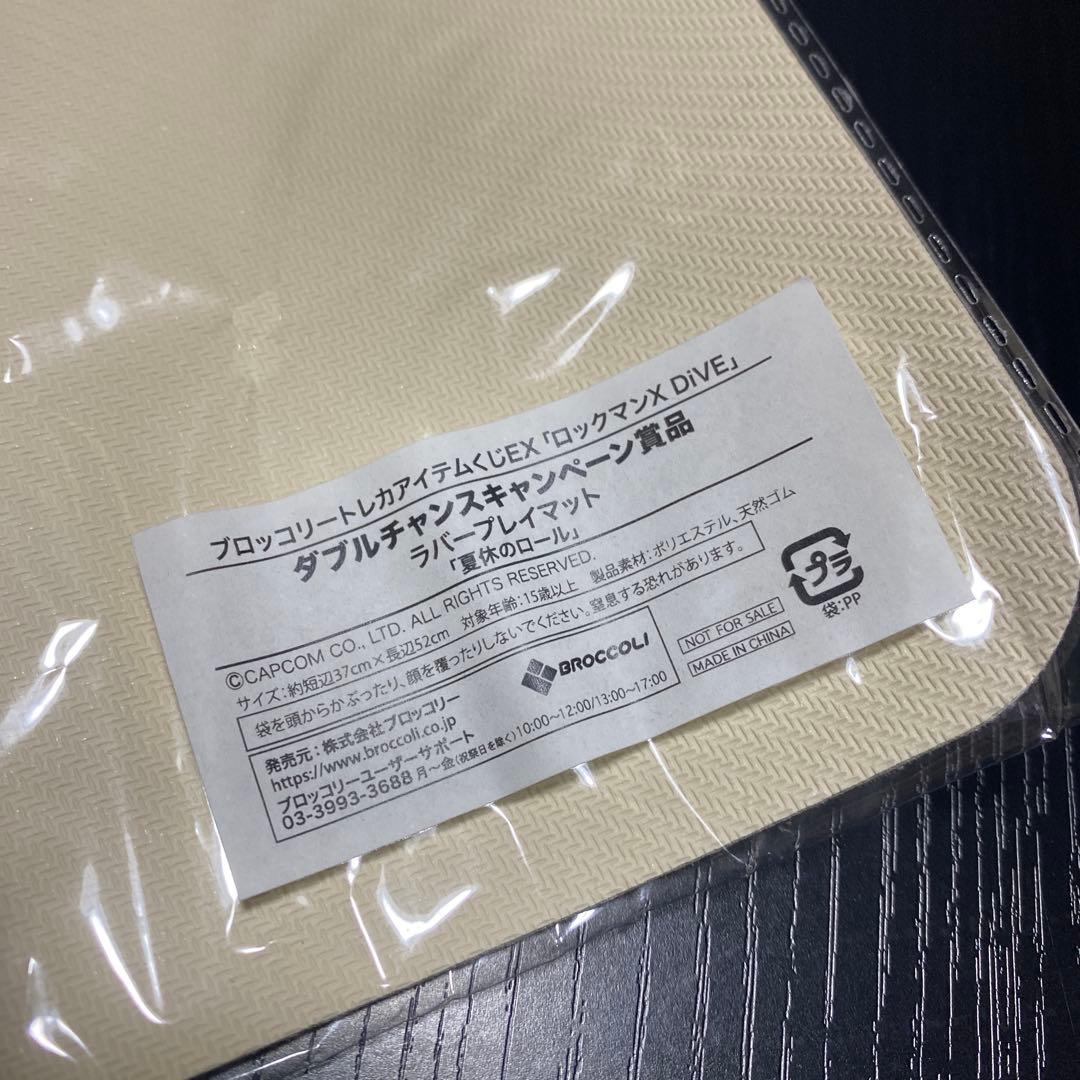 ブロッコリートレカアイテムくじEX「ロックマンX DiVE」
ダブルチャンスキャンペーン賞品
ラバープレイマット
「夏休のロール」
©CAPCOM CO., LTD. ALL RIGHTS RESERVED.
サイズ:約短辺37cm×長辺52cm 対象年齢:15歳以上 製品素材:ポリエステル、天然ゴム
袋を頭からかぶったり、顔を覆ったりしないでください。窒息する恐れがあります。
発売元:株式会社ブロッコリー
https://www.broccoli.co.jp
ブロッコリーユーザーサポート
03-3993-3688 月～金(祝祭日を除く)10:00~12:00/13:00~17:00
BROCCOLI
NOT FOR SALE
MADE IN CHINA
プラ
袋:PP